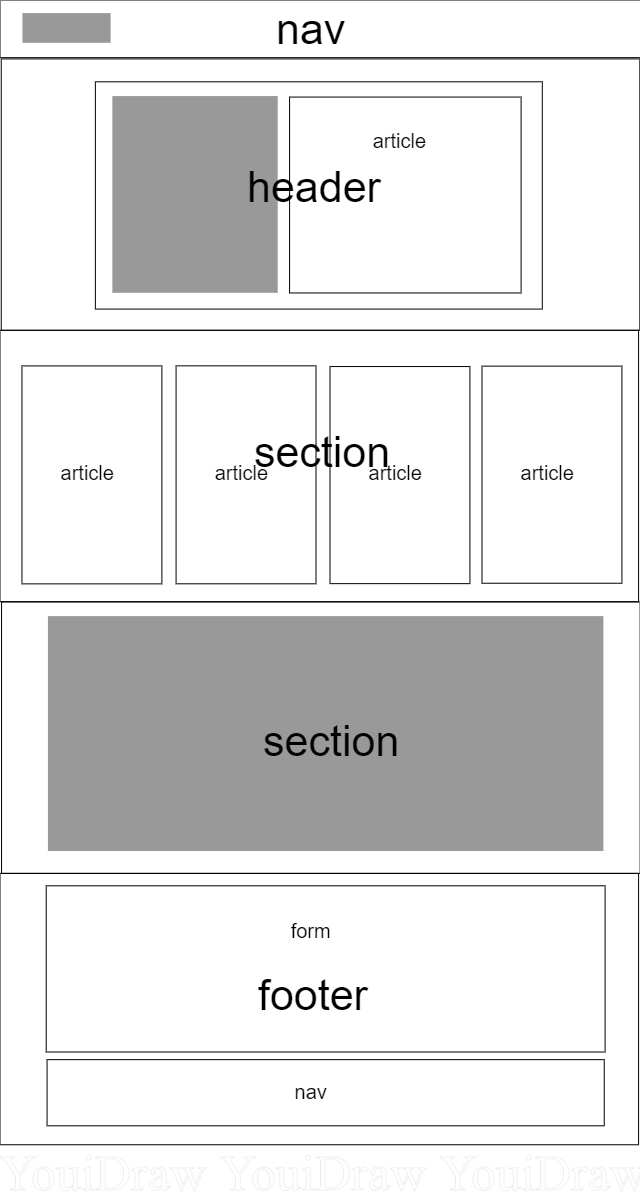 nav
article
header
section
article
article
article
article
section
form
footer
nav
YouiDraw YouiDraw YouiDraw